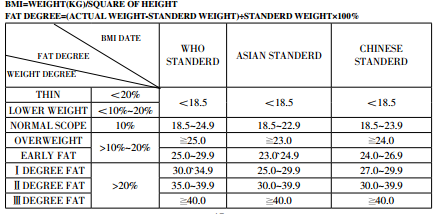 BMI=WEIGHT(KG)/SQUARE OF HEIGHT
FAT DEGREE=(ACTUAL WEIGHT-STANDERD WEIGHT)÷STANDERD WEIGHT×100%
BMI DATE
FAT DEGREE
WEIGHT DEGREE
WHO STANDERD
ASIAN STANDERD
CHINESE STANDERD
THIN <20%
LOWER WEIGHT <10%~20%
<18.5 <18.5 <18.5
NORMAL SCOPE 10% 18.5~24.9 18.5~22.9 18.5~23.9
OVERWEIGHT ≧25.0 ≧23.0 ≧24.0
>10%~20%
EARLY FAT 25.0~29.9 23.0~24.9 24.0~26.9
Ⅰ DEGREE FAT 30.0~34.9 25.0~29.9 27.0~29.9
Ⅱ DEGREE FAT >20% 35.0~39.9 30.0~39.9 30.0~39.9
Ⅲ DEGREE FAT ≧40.0 ≧40.0 ≧40.0